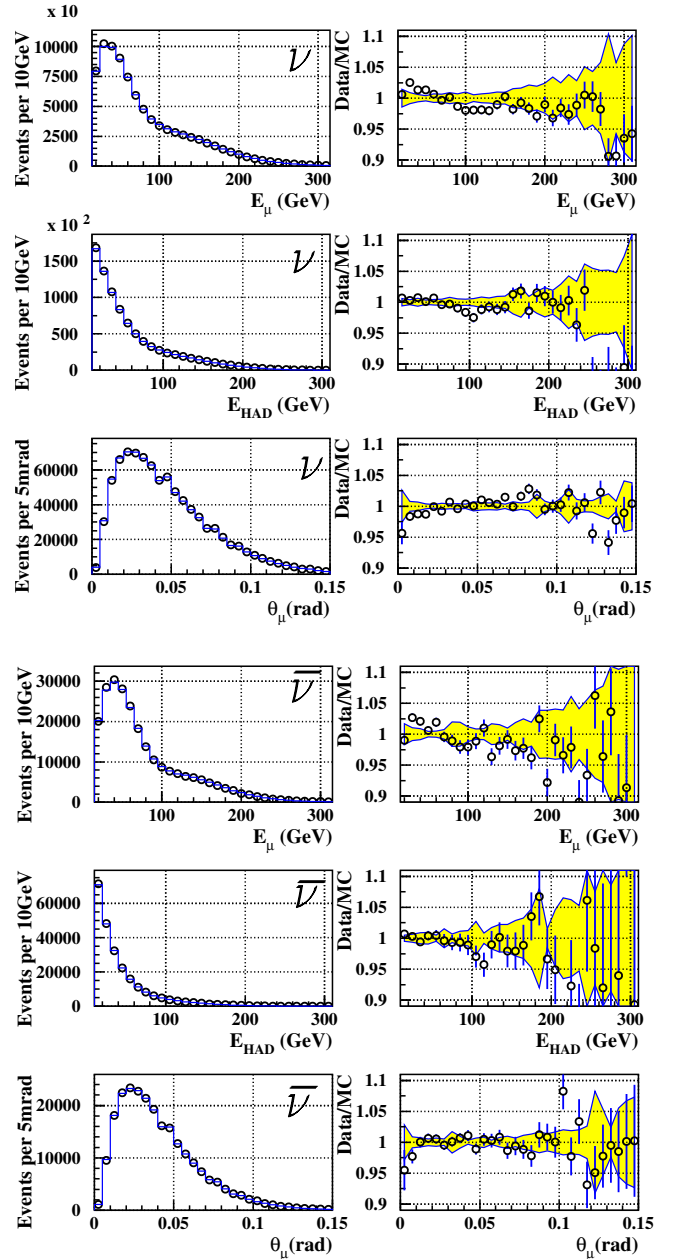 x 10
Events per 10GeV
10000
7500
5000
2500
0
ν
100 200 300
E_μ (GeV)
Data/MC
1.1
1.05
1
0.95
0.9
100 200 300
E_μ (GeV)
x 10 2
Events per 10GeV
1500
1000
500
0
ν
100 200 300
E_HAD (GeV)
Data/MC
1.1
1.05
1
0.95
0.9
100 200 300
E_HAD (GeV)
Events per 5mrad
60000
40000
20000
0
ν
0 0.05 0.1 0.15
θ_μ(rad)
Data/MC
1.1
1.05
1
0.95
0.9
0 0.05 0.1 0.15
θ_μ(rad)
Events per 10GeV
30000
20000
10000
0
ν̅
100 200 300
E_μ (GeV)
Data/MC
1.1
1.05
1
0.95
0.9
100 200 300
E_μ (GeV)
Events per 10GeV
60000
40000
20000
0
ν̅
100 200 300
E_HAD (GeV)
Data/MC
1.1
1.05
1
0.95
0.9
100 200 300
E_HAD (GeV)
Events per 5mrad
20000
10000
0
ν̅
0 0.05 0.1 0.15
θ_μ(rad)
Data/MC
1.1
1.05
1
0.95
0.9
0 0.05 0.1 0.15
θ_μ(rad)